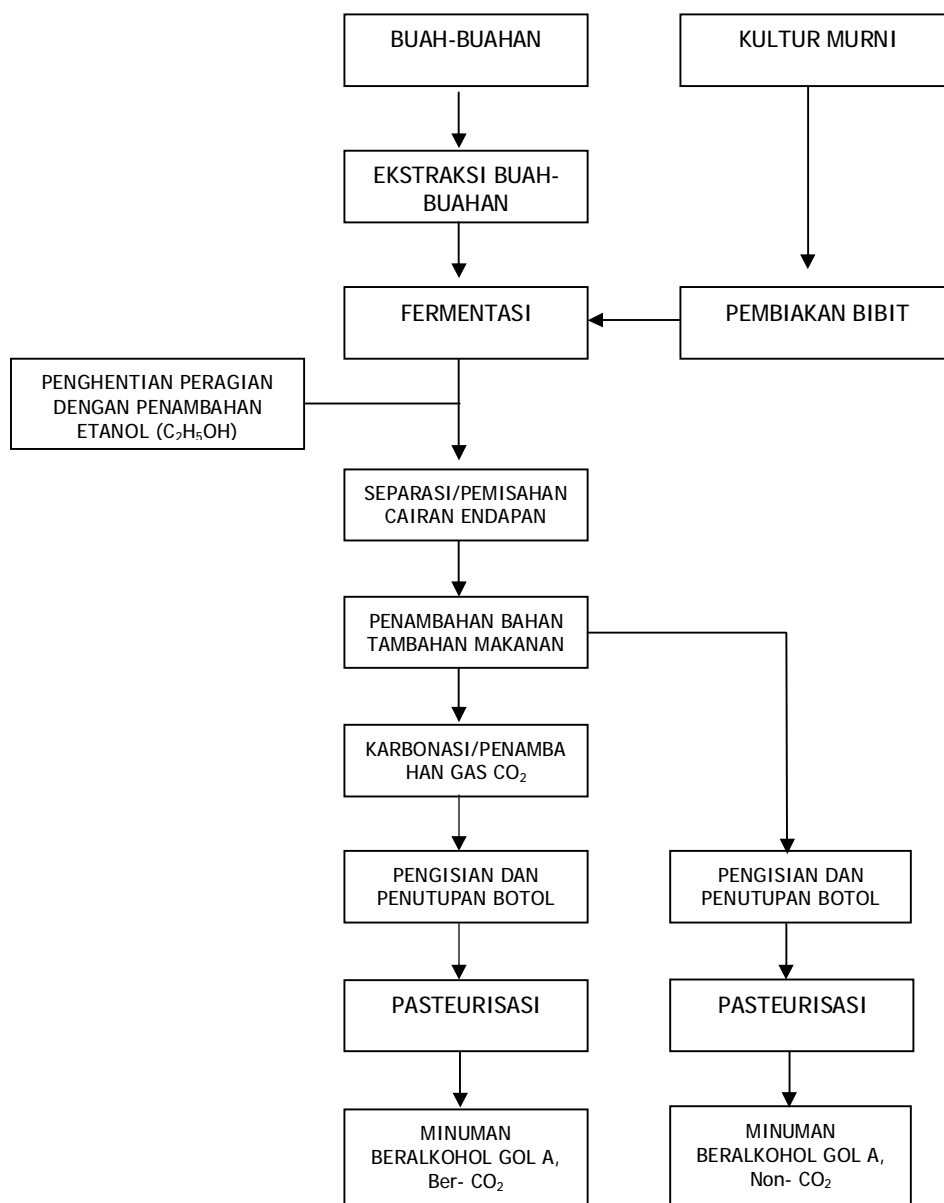 BUAH-BUAHAN
KULTUR MURNI
EKSTRAKSI BUAH-
BUAHAN
FERMENTASI
PEMBIAKAN BIBIT
PENGHENTIAN PERAGIAN
DENGAN PENAMBAHAN
ETANOL (C₂H₅OH)
SEPARASI/PEMISAHAN
CAIRAN ENDAPAN
PENAMBAHAN BAHAN
TAMBAHAN MAKANAN
KARBONASI/PENAMBA
HAN GAS CO₂
PENGISIAN DAN
PENUTUPAN BOTOL
PENGISIAN DAN
PENUTUPAN BOTOL
PASTEURISASI
PASTEURISASI
MINUMAN
BERALKOHOL GOL A,
Ber- CO₂
MINUMAN
BERALKOHOL GOL A,
Non- CO₂